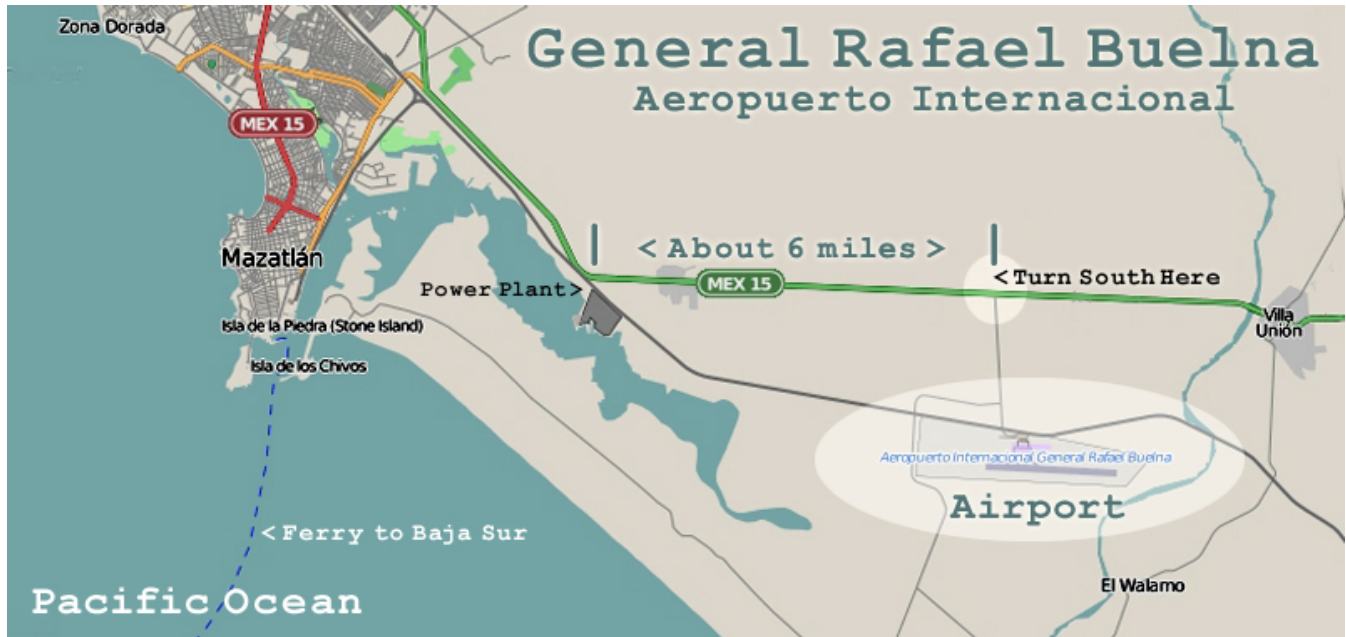 General Rafael Buelna
Aeropuerto Internacional
Zona Dorada
MEX 15
Mazatlán
< About 6 miles >
Power Plant >
MEX 15
< Turn South Here
Villa
Unión
Isla de la Piedra (Stone Island)
Isla de los Chivos
Aeropuerto Internacional General Rafael Buelna
Airport
< Ferry to Baja Sur
El Walamo
Pacific Ocean